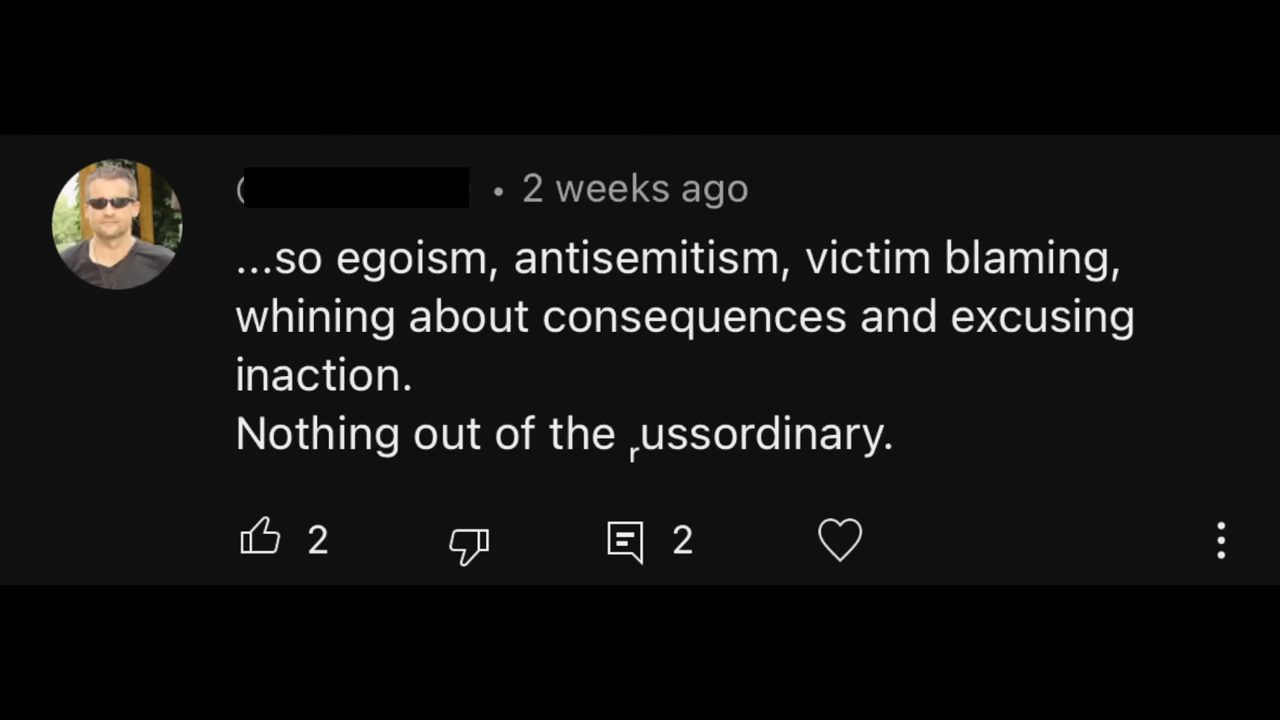 • 2 weeks ago
...so egoism, antisemitism, victim blaming,
whining about consequences and excusing
inaction.
Nothing out of the ᵣussordinary.
2 2